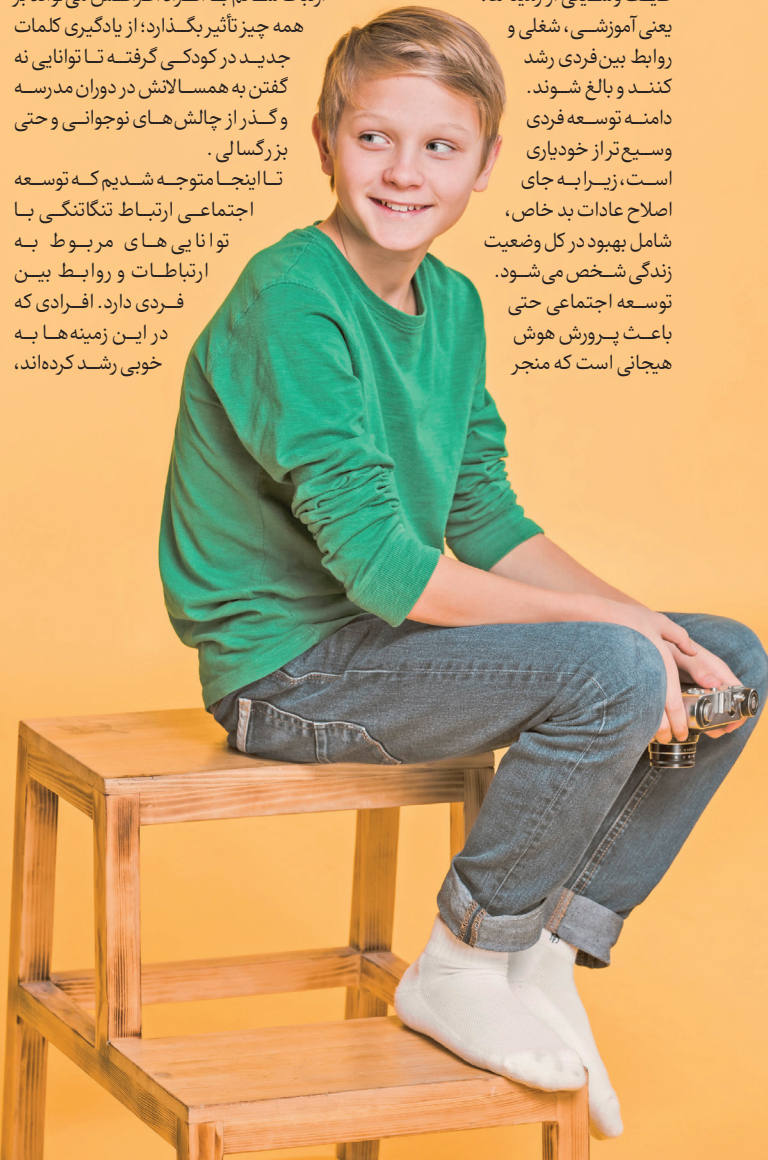 یعنی آموزشی، شغلی و
روابط بین‌فردی رشد
کنند و بالغ شوند.
دامنه توسعه فردی
وسیع‌تر از خودیاری
است، زیرا به جای
اصلاح عادات بد خاص،
شامل بهبود در کل وضعیت
زندگی شخص می‌شود.
توسعه اجتماعی حتی
باعث پرورش هوش
هیجانی است که منجر
همه چیز تأثیر بگذارد؛ از یادگیری کلمات
جدید در کودکی گرفته تا توانایی نه
گفتن به همسالانش در دوران مدرسه
و گذر از چالش‌های نوجوانی و حتی
بزرگسالی .
تا اینجا متوجه شدیم که توسعه
اجتماعی ارتباط تنگاتنگی با
توانایی‌های مربوط به
ارتباطات و روابط بین
فردی دارد. افرادی که
در این زمینه‌ها به
خوبی رشد کرده‌اند،